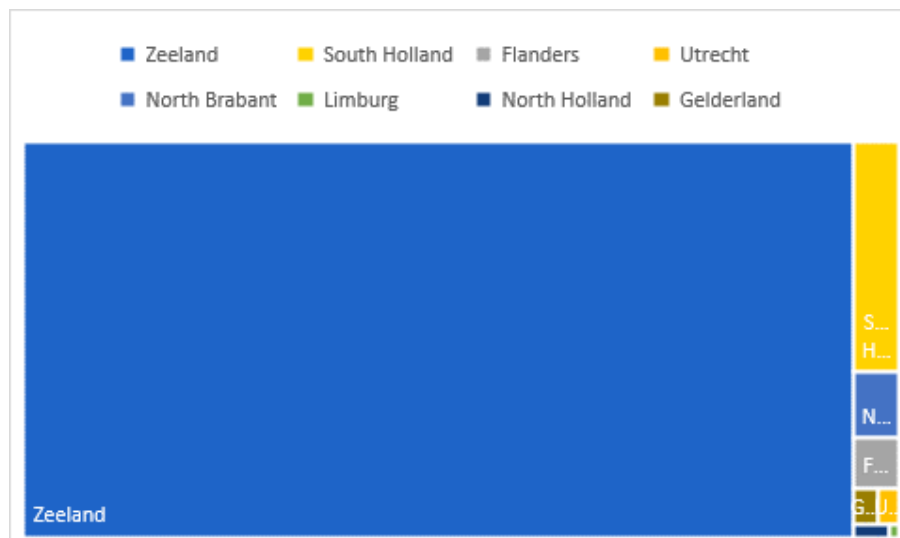 Zeeland South Holland Flanders Utrecht
North Brabant Limburg North Holland Gelderland
S...
H...
N...
F...
G... U...
Zeeland